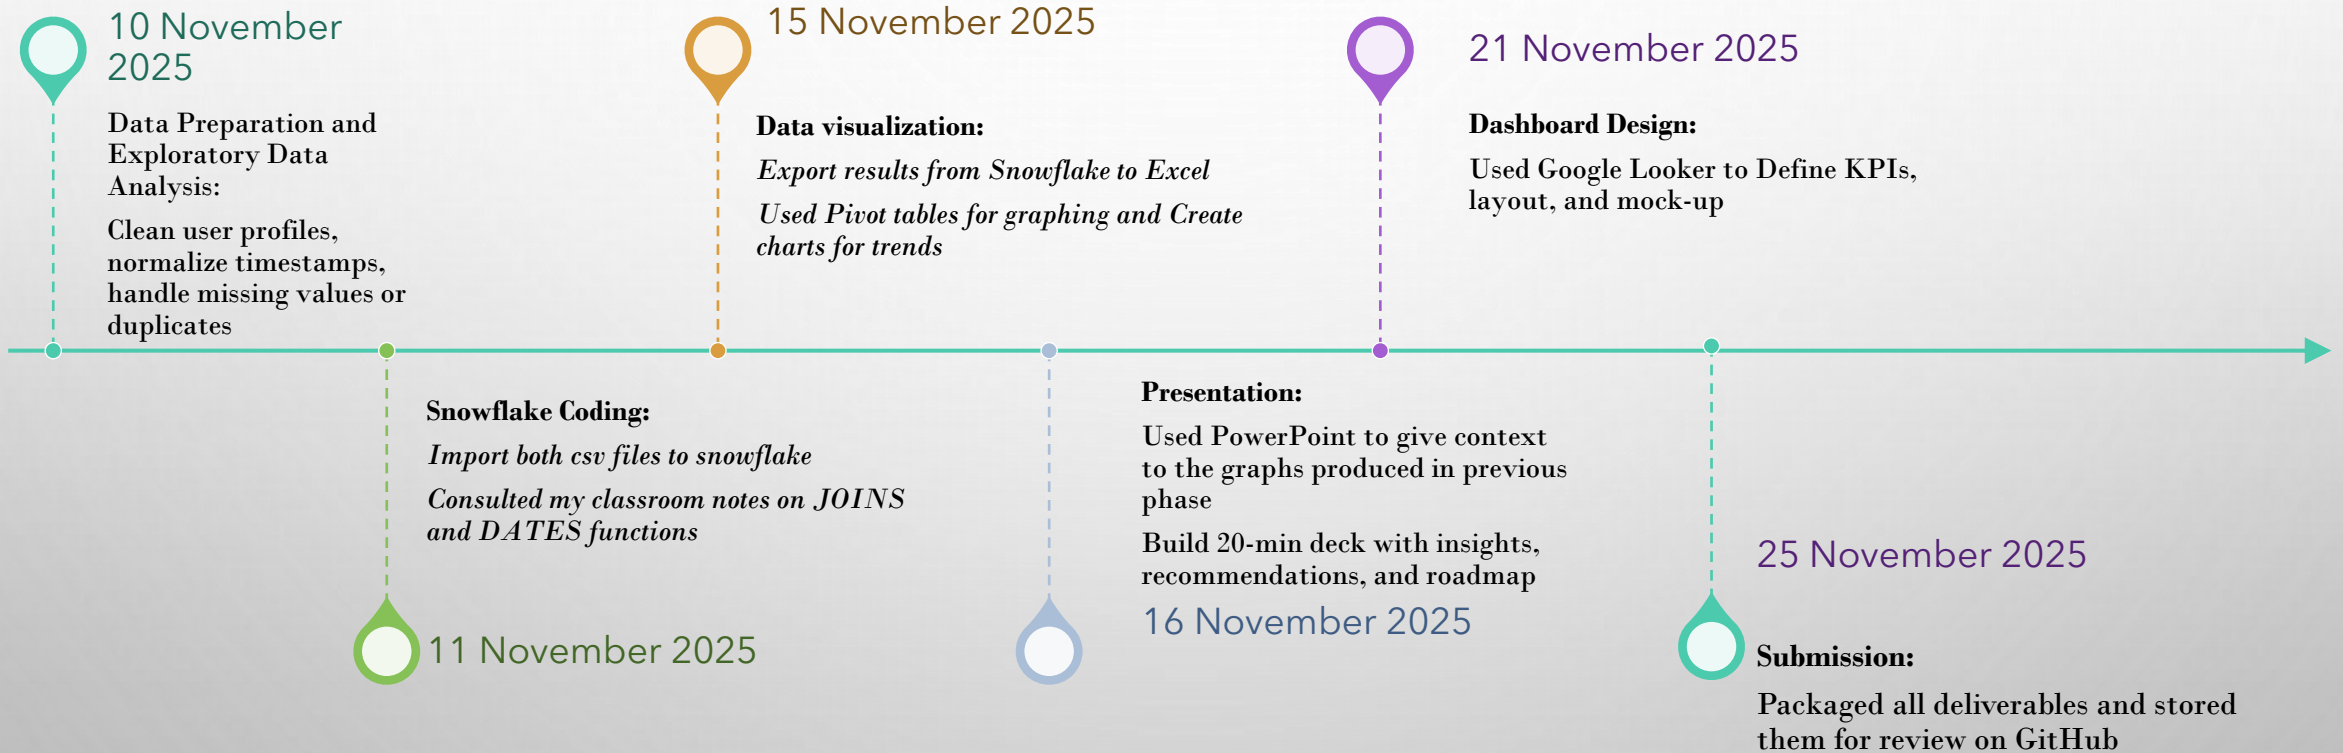 10 November
2025
Data Preparation and
Exploratory Data
Analysis:
Clean user profiles,
normalize timestamps,
handle missing values or
duplicates
Snowflake Coding:
Import both csv files to snowflake
Consulted my classroom notes on JOINS
and DATES functions
11 November 2025
15 November 2025
Data visualization:
Export results from Snowflake to Excel
Used Pivot tables for graphing and Create
charts for trends
Presentation:
Used PowerPoint to give context
to the graphs produced in previous
phase
Build 20-min deck with insights,
recommendations, and roadmap
16 November 2025
21 November 2025
Dashboard Design:
Used Google Looker to Define KPIs,
layout, and mock-up
25 November 2025
Submission:
Packaged all deliverables and stored
them for review on GitHub